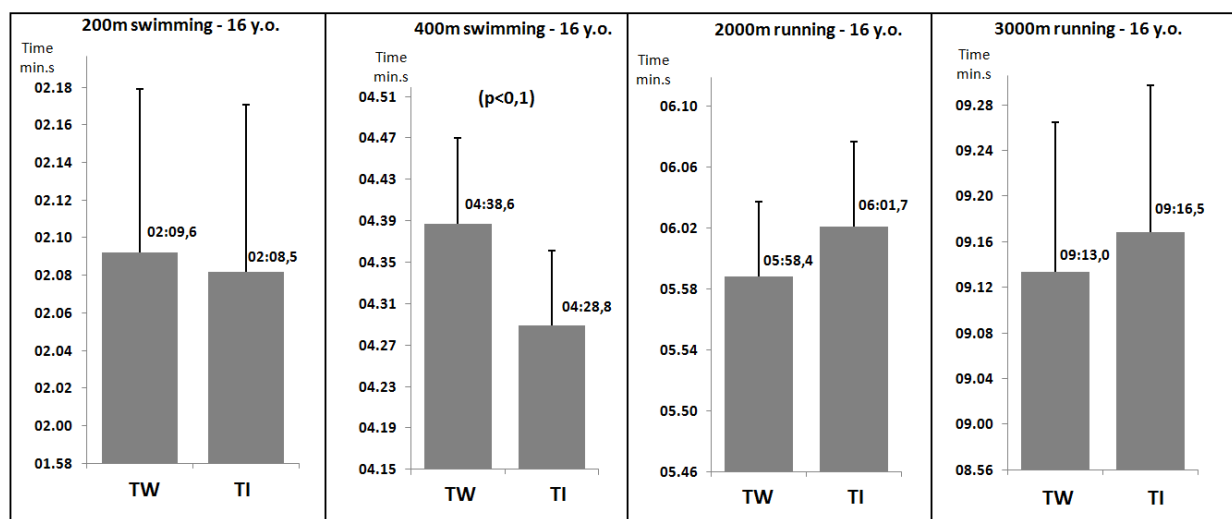 200m swimming - 16 y.o.
Time
min.s
02.18
02.16
02.14
02.12
02.10
02.08
02.06
02.04
02.02
02.00
01.58
02:09,6
02:08,5
TW TI
400m swimming - 16 y.o.
Time
min.s
(p<0,1)
04.51
04.47
04.43
04.39
04.35
04.31
04.27
04.23
04.19
04.15
04:38,6
04:28,8
TW TI
2000m running - 16 y.o.
Time
min.s
06.10
06.06
06.02
05.58
05.54
05.50
05.46
05:58,4
06:01,7
TW TI
3000m running - 16 y.o.
Time
min.s
09.28
09.24
09.20
09.16
09.12
09.08
09.04
09.00
08.56
09:13,0
09:16,5
TW TI